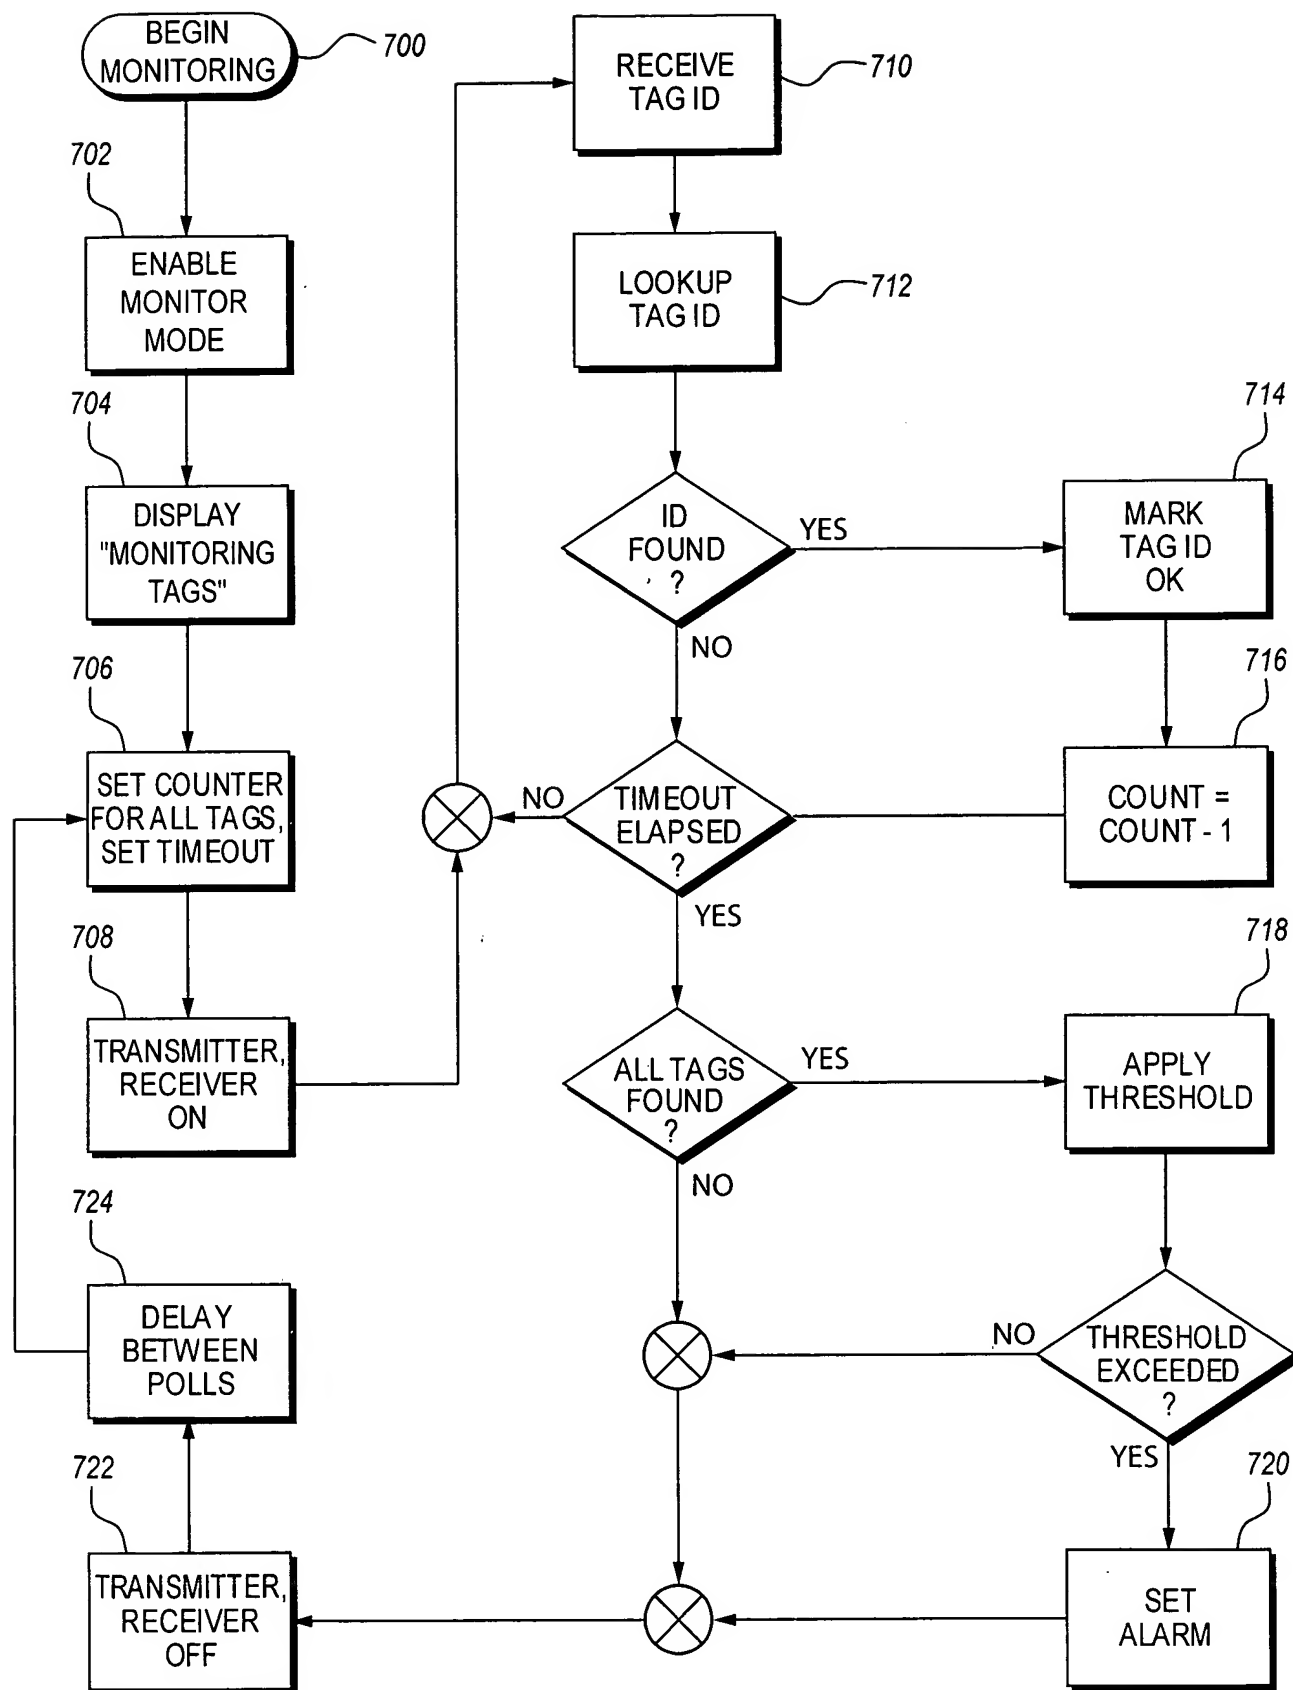 BEGIN
MONITORING
700
702
ENABLE
MONITOR
MODE
704
DISPLAY
"MONITORING
TAGS"
706
SET COUNTER
FOR ALL TAGS,
SET TIMEOUT
708
TRANSMITTER,
RECEIVER
ON
724
DELAY
BETWEEN
POLLS
722
TRANSMITTER,
RECEIVER
OFF
RECEIVE
TAG ID
710
LOOKUP
TAG ID
712
ID
FOUND
?
YES
NO
714
MARK
TAG ID
OK
716
COUNT =
COUNT - 1
TIMEOUT
ELAPSED
?
NO
YES
ALL TAGS
FOUND
?
YES
NO
718
APPLY
THRESHOLD
THRESHOLD
EXCEEDED
?
NO
YES
720
SET
ALARM